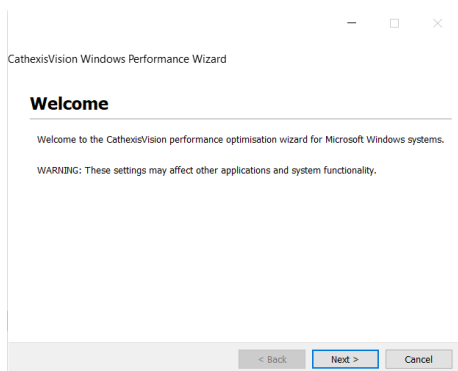 CathexisVision Windows Performance Wizard
Welcome
Welcome to the CathexisVision performance optimisation wizard for Microsoft Windows systems.
WARNING: These settings may affect other applications and system functionality.
< Back Next > Cancel